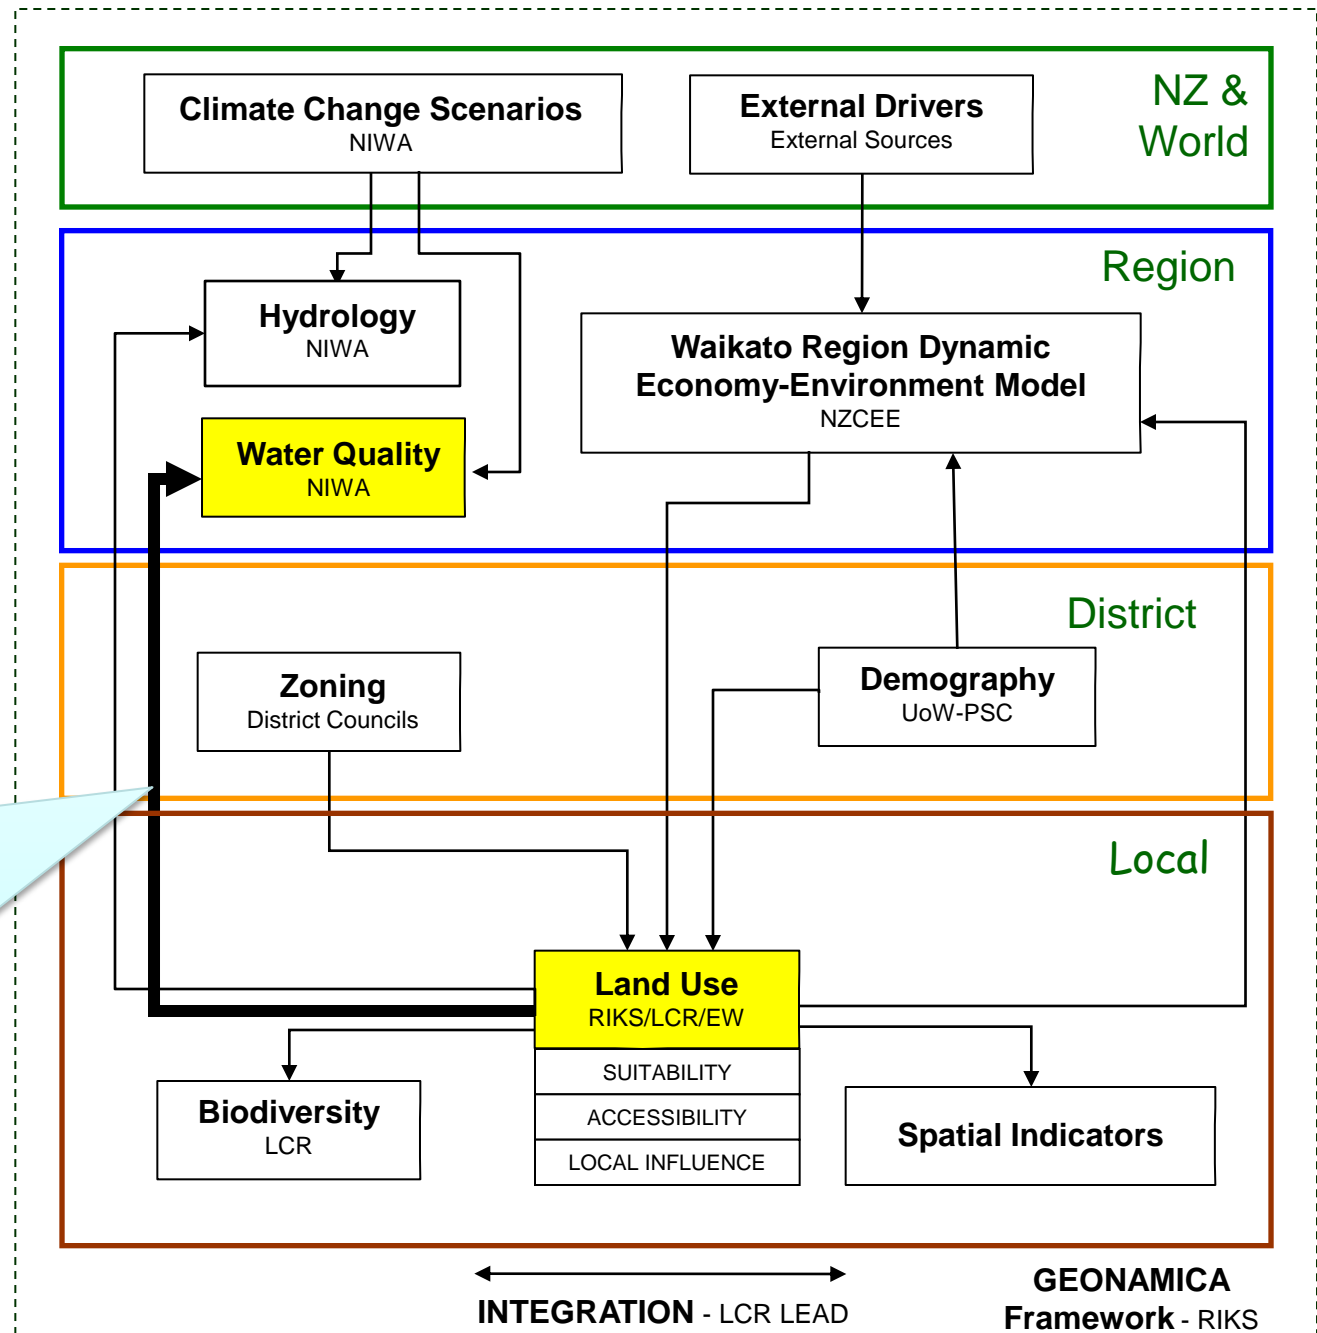 Climate Change Scenarios
NIWA
External Drivers
External Sources
NZ &
World
Region
Hydrology
NIWA
Waikato Region Dynamic
Economy-Environment Model
NZCEE
Water Quality
NIWA
District
Zoning
District Councils
Demography
UoW-PSC
Local
Land Use
RIKS/LCR/EW
SUITABILITY
ACCESSIBILITY
LOCAL INFLUENCE
Biodiversity
LCR
Spatial Indicators
INTEGRATION - LCR LEAD
GEONAMICA
Framework - RIKS